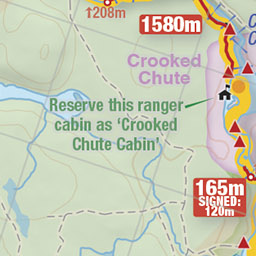 ↑208m
1580m
Crooked
Chute
Reserve this ranger
cabin as ‘Crooked
Chute Cabin’
165m
SIGNED:
120m